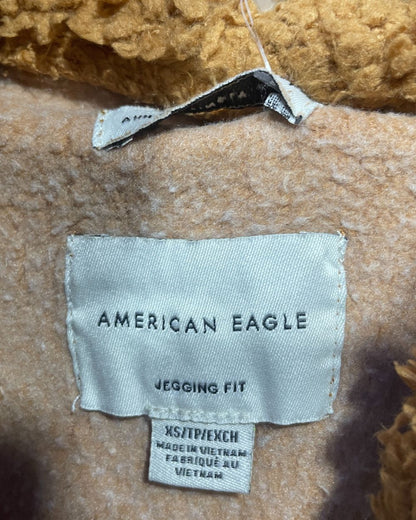 AMERICAN EAGLE
JEGGING FIT
XS/TP/EXCH
MADE IN VIETNAM
FABRIQUÉ AU
VIETNAM